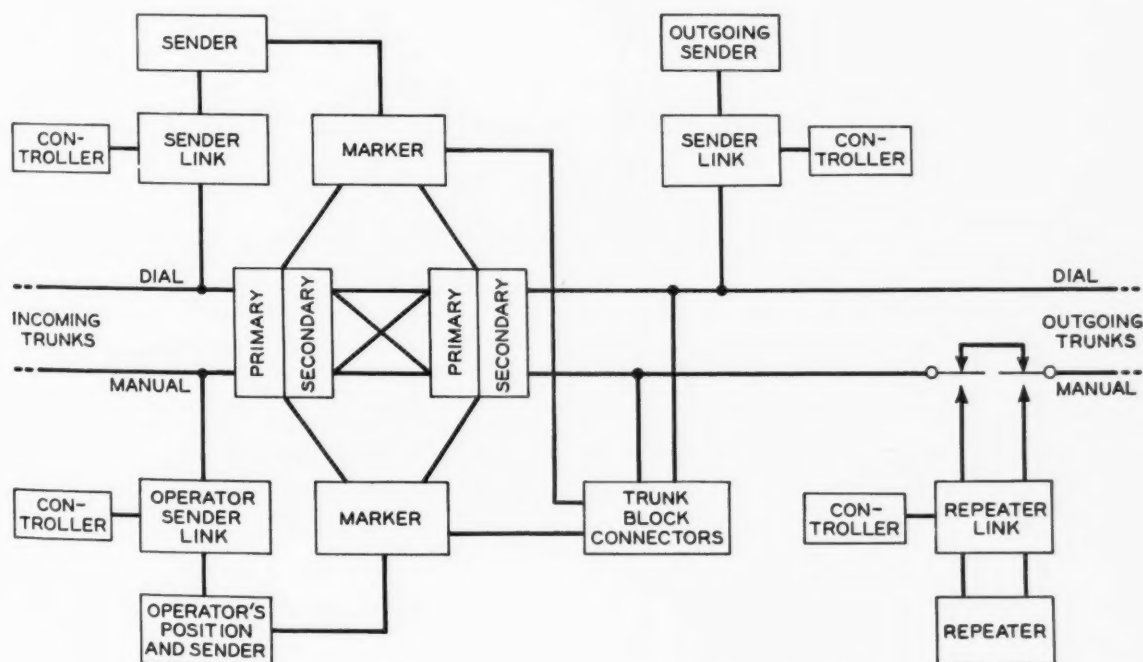 SENDER
OUTGOING
SENDER
CON-
TROLLER
SENDER
LINK
MARKER
SENDER
LINK
CON-
TROLLER
DIAL
DIAL
INCOMING
TRUNKS
PRIMARY
SECONDARY
PRIMARY
SECONDARY
OUTGOING
TRUNKS
MANUAL
MANUAL
CON-
TROLLER
OPERATOR
SENDER
LINK
MARKER
TRUNK
BLOCK
CONNECTORS
CON-
TROLLER
REPEATER
LINK
OPERATOR'S
POSITION
AND SENDER
REPEATER